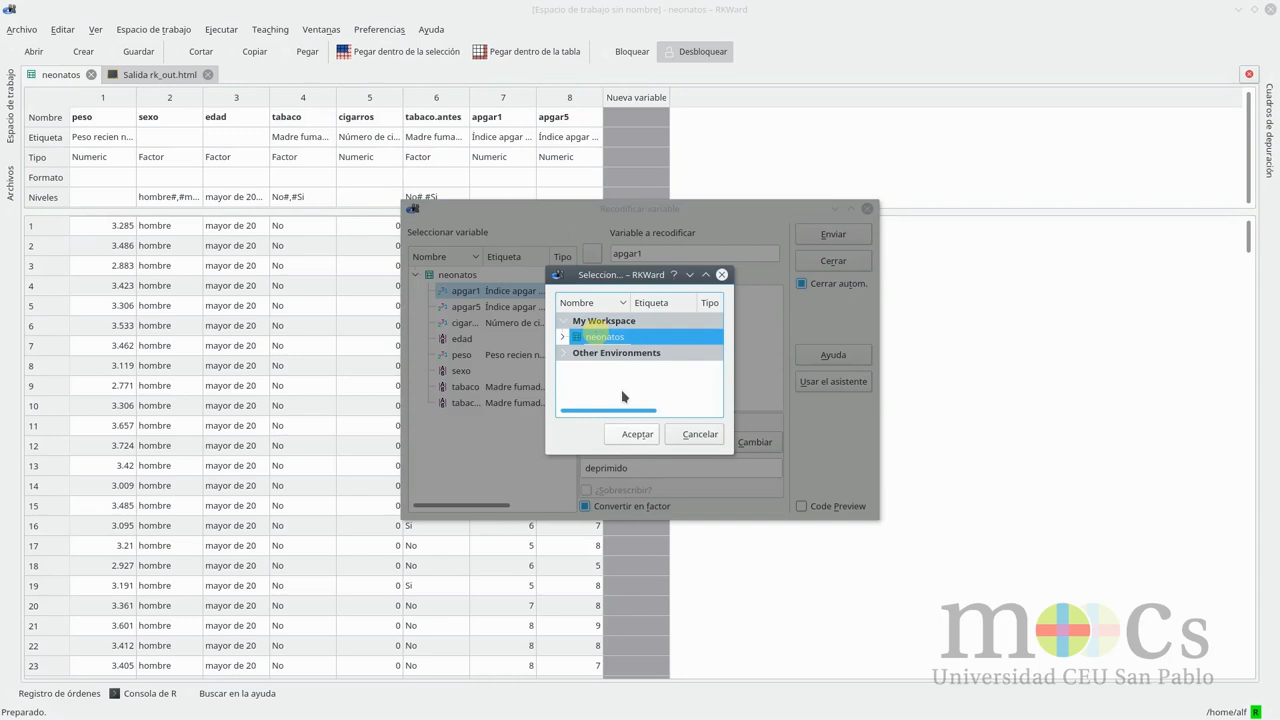 [Espacio de trabajo sin nombre] - neonatos – RKWard
Archivo Editar Ver Espacio de trabajo Ejecutar Teaching Ventanas Preferencias Ayuda
Abrir Crear Guardar Cortar Copiar Pegar Pegar dentro de la selección Pegar dentro de la tabla Bloquear Desbloquear
neonatos Salida rk_out.html
Espacio de trabajo
Archivos
Cuadros de depuración
1 2 3 4 5 6 7 8 Nueva variable
Nombre peso sexo edad tabaco cigarros tabaco.antes apgar1 apgar5
Etiqueta Peso recien n... Madre fuma... Número de ci... Madre fuma... Índice apgar ... Índice apgar ...
Tipo Numeric Factor Factor Factor Numeric Factor Numeric Numeric
Formato
Niveles hombre#,#m... mayor de 20... No#,#Si No#,#Si
1 3.285 hombre mayor de 20 No 0
2 3.486 hombre mayor de 20 No 0
3 2.883 hombre mayor de 20 No 0
4 3.423 hombre mayor de 20 No 0
5 3.306 hombre mayor de 20 No 0
6 3.533 hombre mayor de 20 No 0
7 3.462 hombre mayor de 20 No 0
8 3.119 hombre mayor de 20 No 0
9 2.771 hombre mayor de 20 No 0
10 3.306 hombre mayor de 20 No 0
11 3.657 hombre mayor de 20 No 0
12 3.724 hombre mayor de 20 No 0
13 3.42 hombre mayor de 20 No 0
14 3.009 hombre mayor de 20 No 0
15 3.485 hombre mayor de 20 No 0
16 3.095 hombre mayor de 20 No 0 Si 6 7
17 3.21 hombre mayor de 20 No 0 No 5 8
18 2.927 hombre mayor de 20 No 0 No 6 5
19 3.191 hombre mayor de 20 No 0 Si 5 8
20 3.361 hombre mayor de 20 No 0 No 7 8
21 3.601 hombre mayor de 20 No 0 No 8 9
22 3.412 hombre mayor de 20 No 0 No 8 8
23 3.405 hombre mayor de 20 No 0 No 8 7
Recodificar variable
Seleccionar variable
Nombre Etiqueta Tipo
neonatos
apgar1 Índice apgar ...
apgar5 Índice apgar ...
cigar... Número de ci...
edad
peso Peso recien n...
sexo
tabaco Madre fumad...
tabac... Madre fumad...
Variable a recodificar
apgar1
Cambiar
deprimido
¿Sobrescribir?
Convertir en factor
Enviar
Cerrar
Cerrar autom.
Ayuda
Usar el asistente
Code Preview
Seleccion... – RKWard ?
Nombre Etiqueta Tipo
My Workspace
neonatos
Other Environments
Aceptar Cancelar
mOOCs
Universidad CEU San Pablo
Registro de órdenes Consola de R Buscar en la ayuda
Preparado. /home/alf R